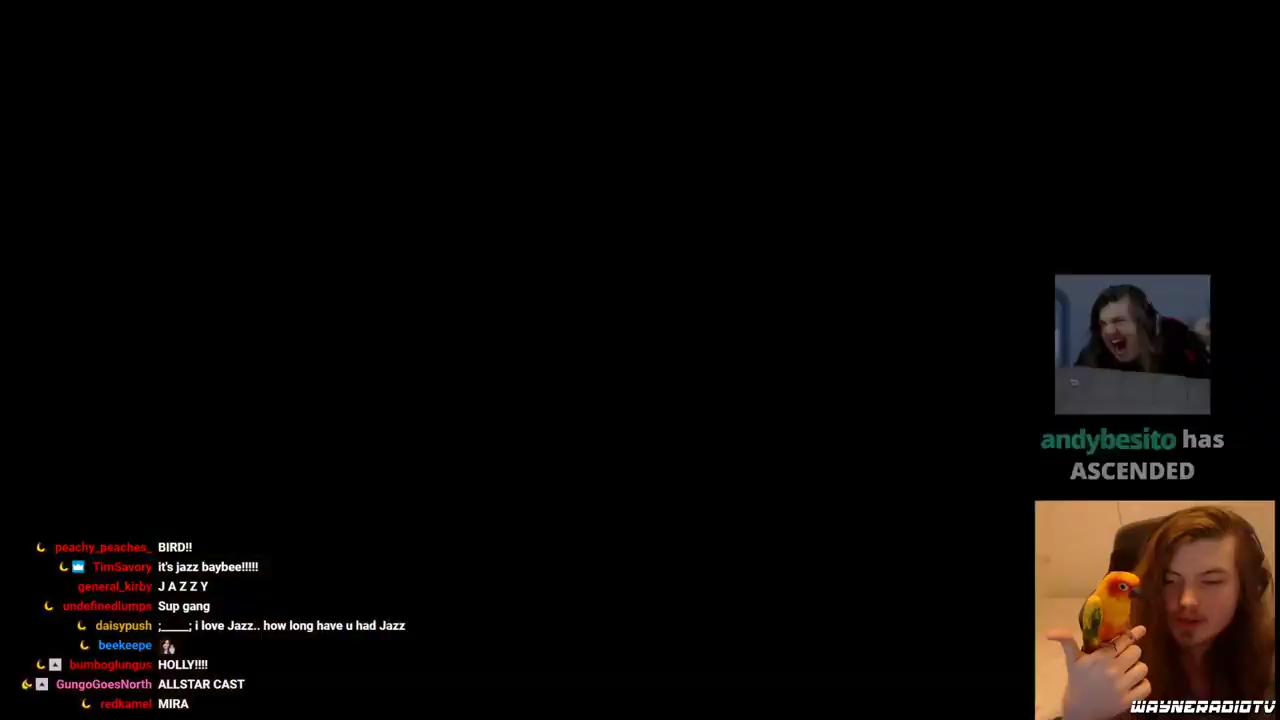 andybesito has
ASCENDED
peachy_peaches_ BIRD!!
TimSavory it's jazz baybee!!!!!
general_kirby J A Z Z Y
undefinedlumps Sup gang
daisypush ;_____; i love Jazz.. how long have u had Jazz
beekeepe
bumboglungus HOLLY!!!!
GungoGoesNorth ALLSTAR CAST
redkamel MIRA
WAYNERADIOTV